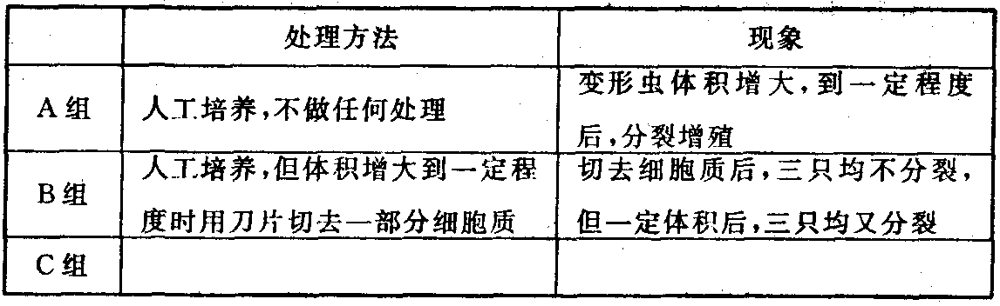 处理方法
现象
A组
人工培养,不做任何处理
变形虫体积增大,到一定程度
后,分裂增殖
B组
人工培养,但体积增大到一定程
度时用刀片切去一部分细胞质
切去细胞质后,三只均不分裂,
但一定体积后,三只均又分裂
C组